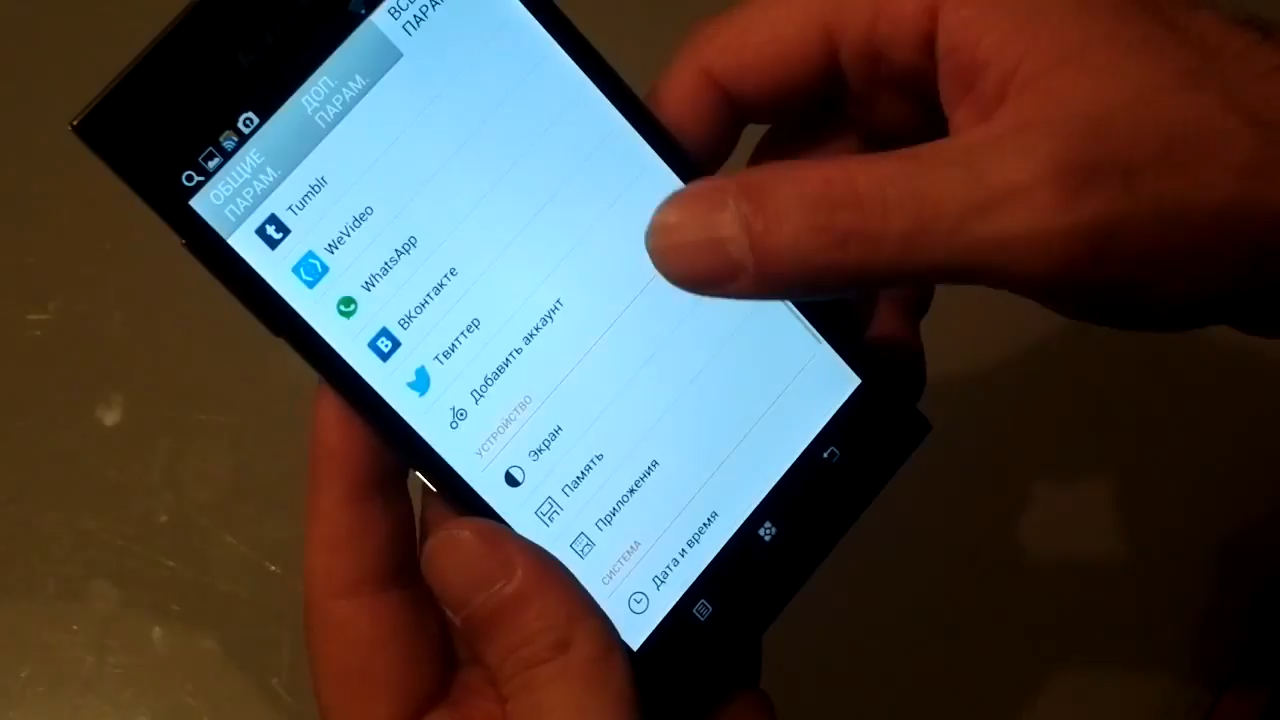 ОБЩИЕ
ПАРАМ.
ДОП.
ПАРАМ.
Tumblr
WeVideo
WhatsApp
ВКонтакте
Твиттер
Добавить аккаунт
УСТРОЙСТВО
Экран
Память
Приложения
СИСТЕМА
Дата и время